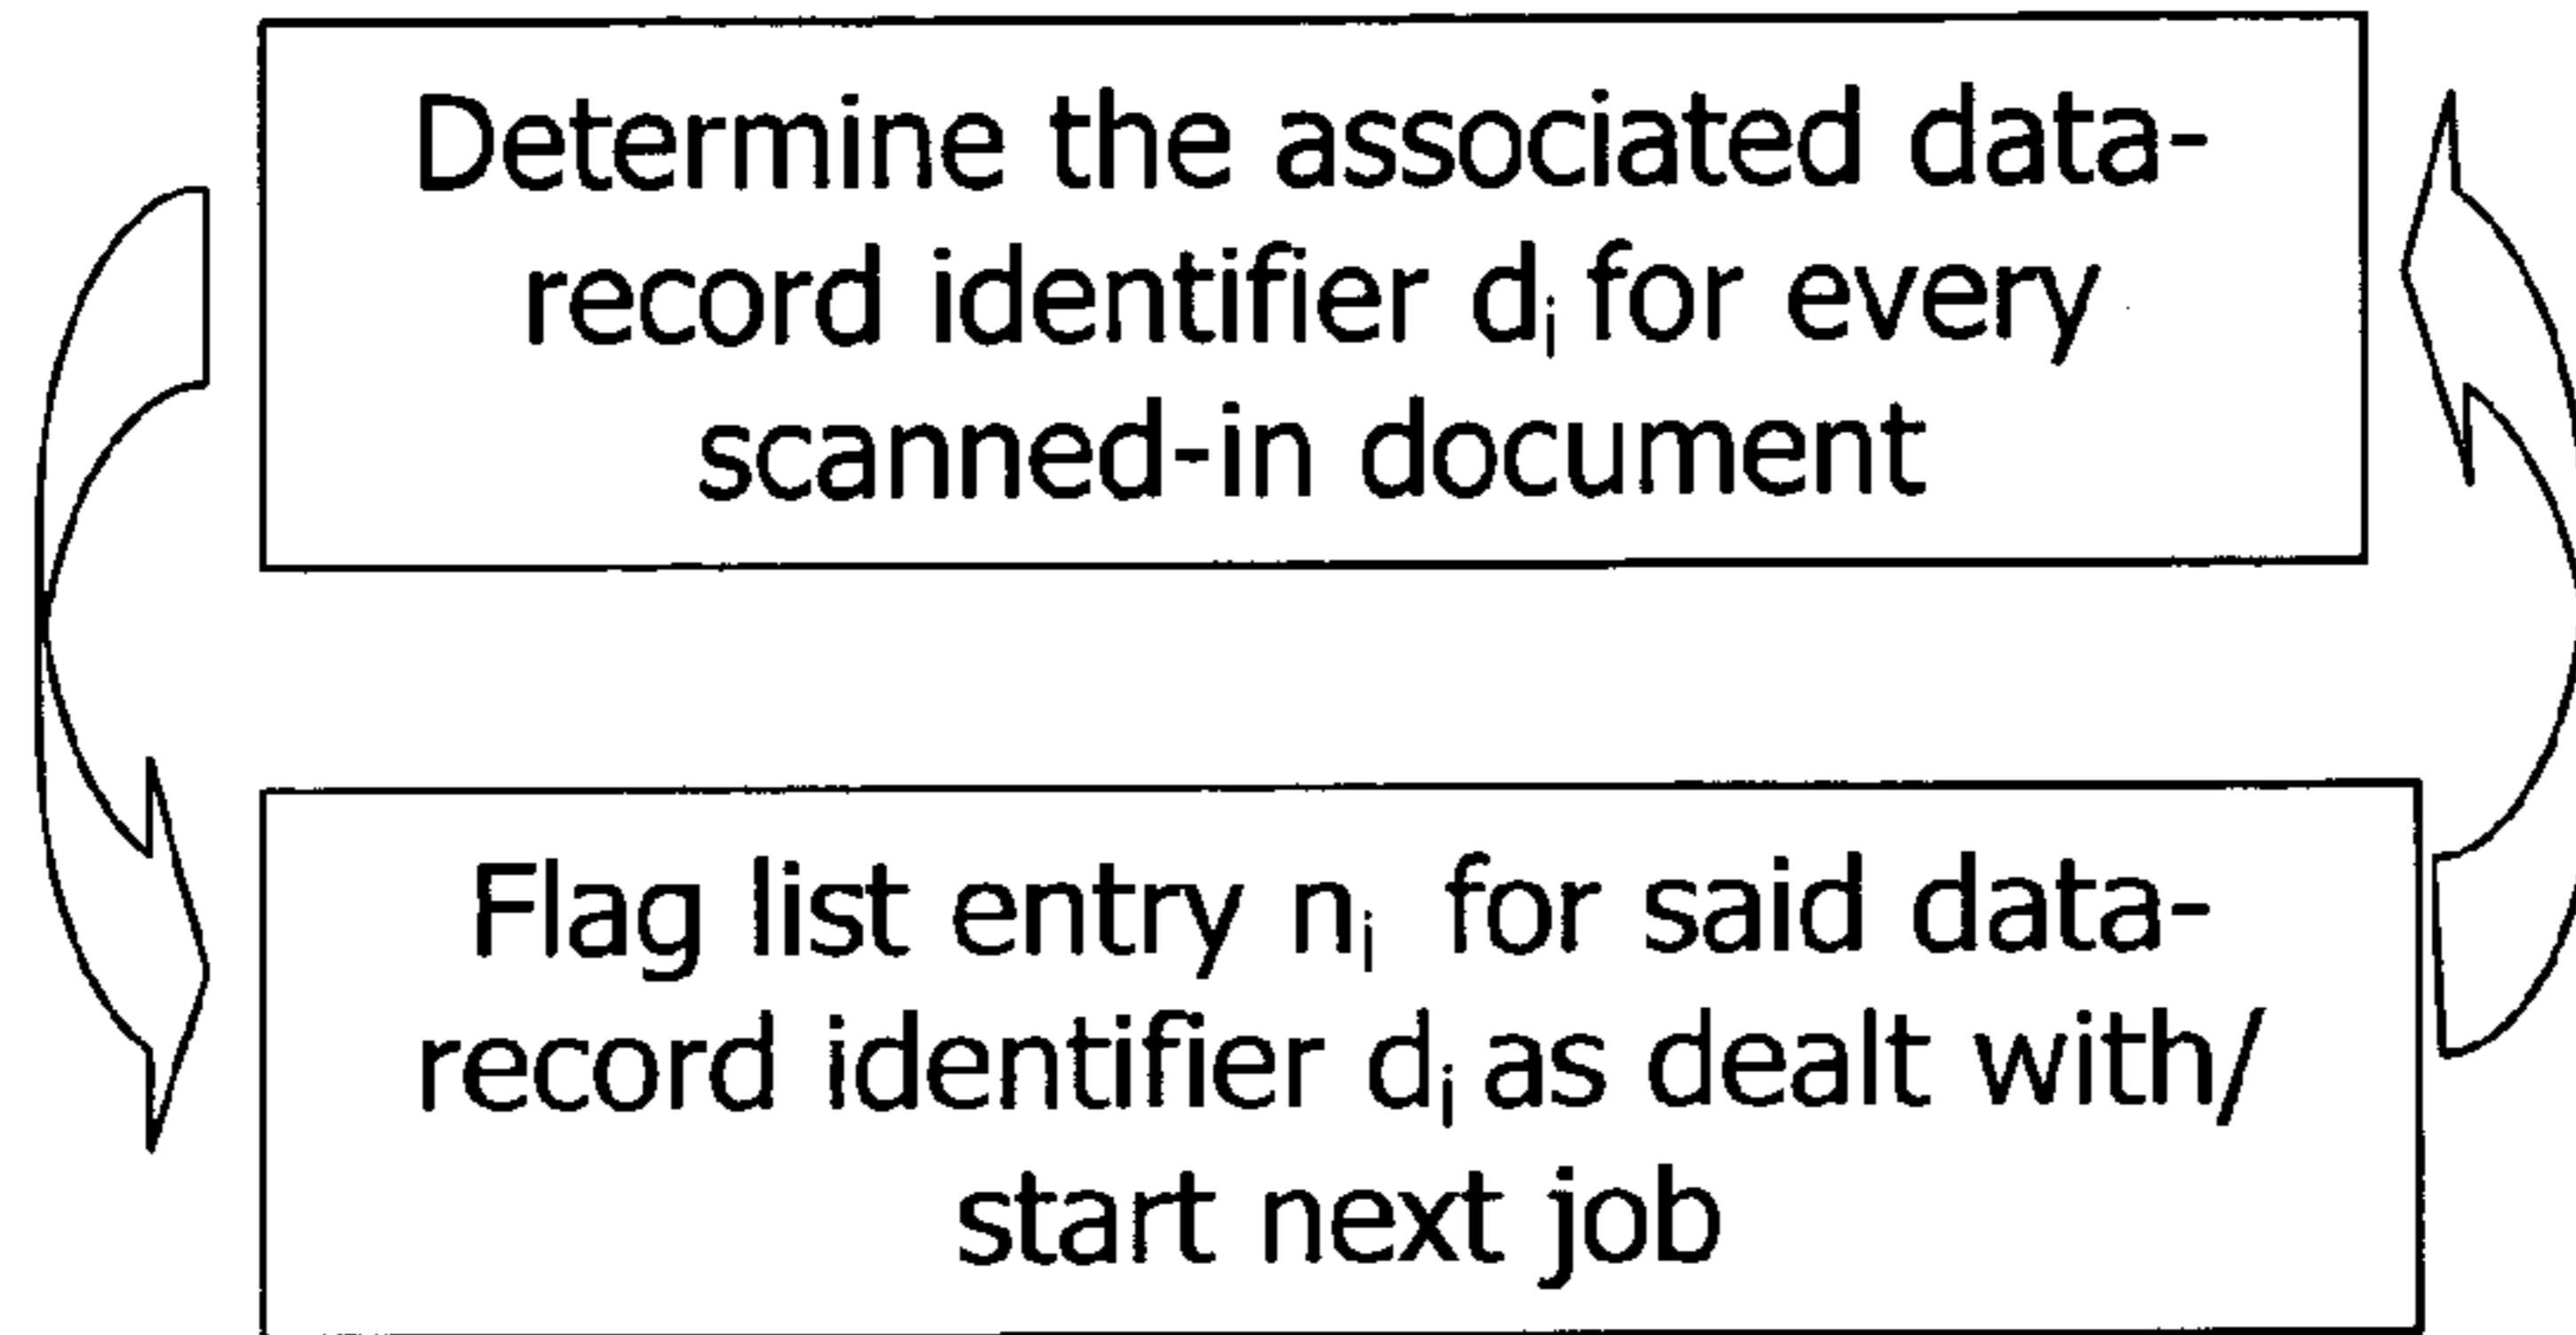 Determine the associated data-
record identifier dᵢ for every
scanned-in document
Flag list entry nᵢ for said data-
record identifier dᵢ as dealt with/
start next job